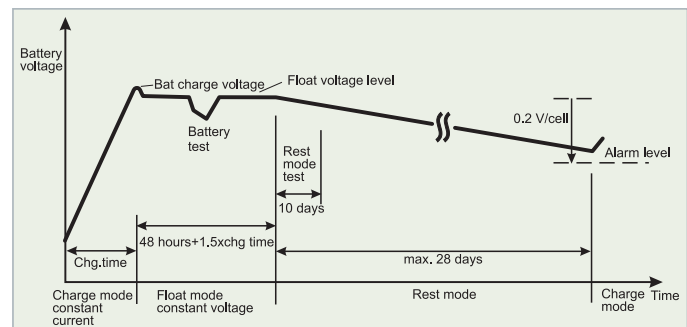 Battery
voltage
Bat charge voltage
Float voltage level
Battery
test
0.2 V/cell
Alarm level
Rest
mode
test
10 days
48 hours+1.5xchg time
Chg.time
max. 28 days
Charge mode
constant
current
Float mode
constant voltage
Rest mode
Charge
mode
Time